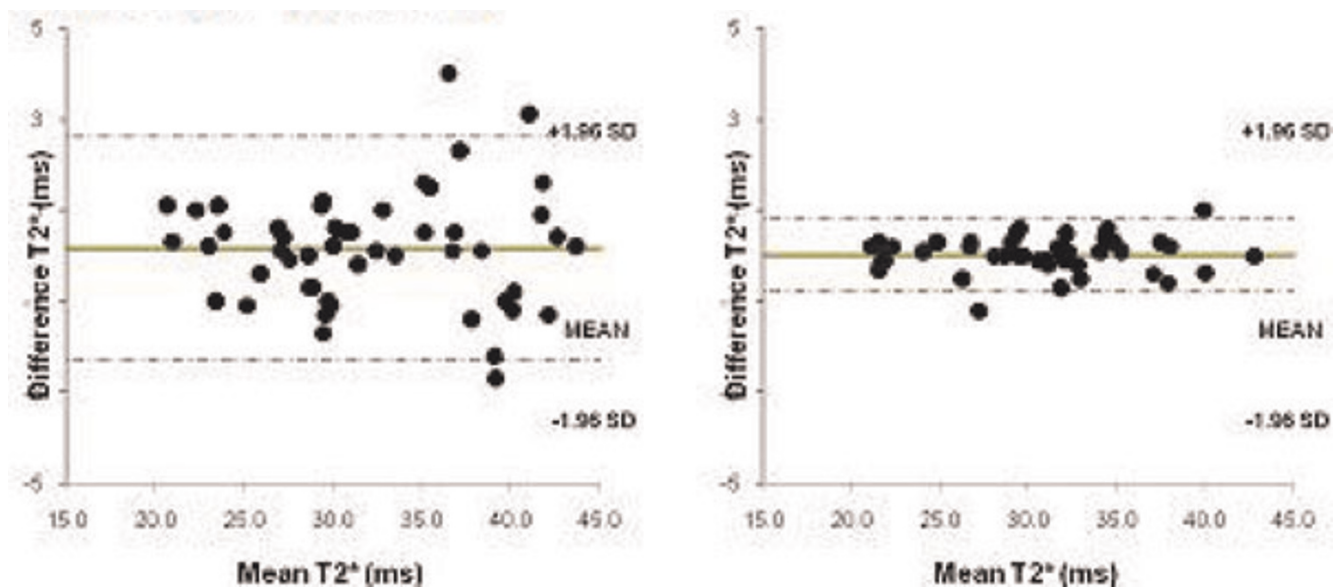 5
3
-5
Difference T2* (ms)
+1.96 SD
MEAN
-1.96 SD
15.0 20.0 25.0 30.0 35.0 40.0 45.0
Mean T2* (ms)
5
3
-5
Difference T2* (ms)
+1.96 SD
MEAN
-1.96 SD
15.0 20.0 25.0 30.0 35.0 40.0 45.0
Mean T2* (ms)